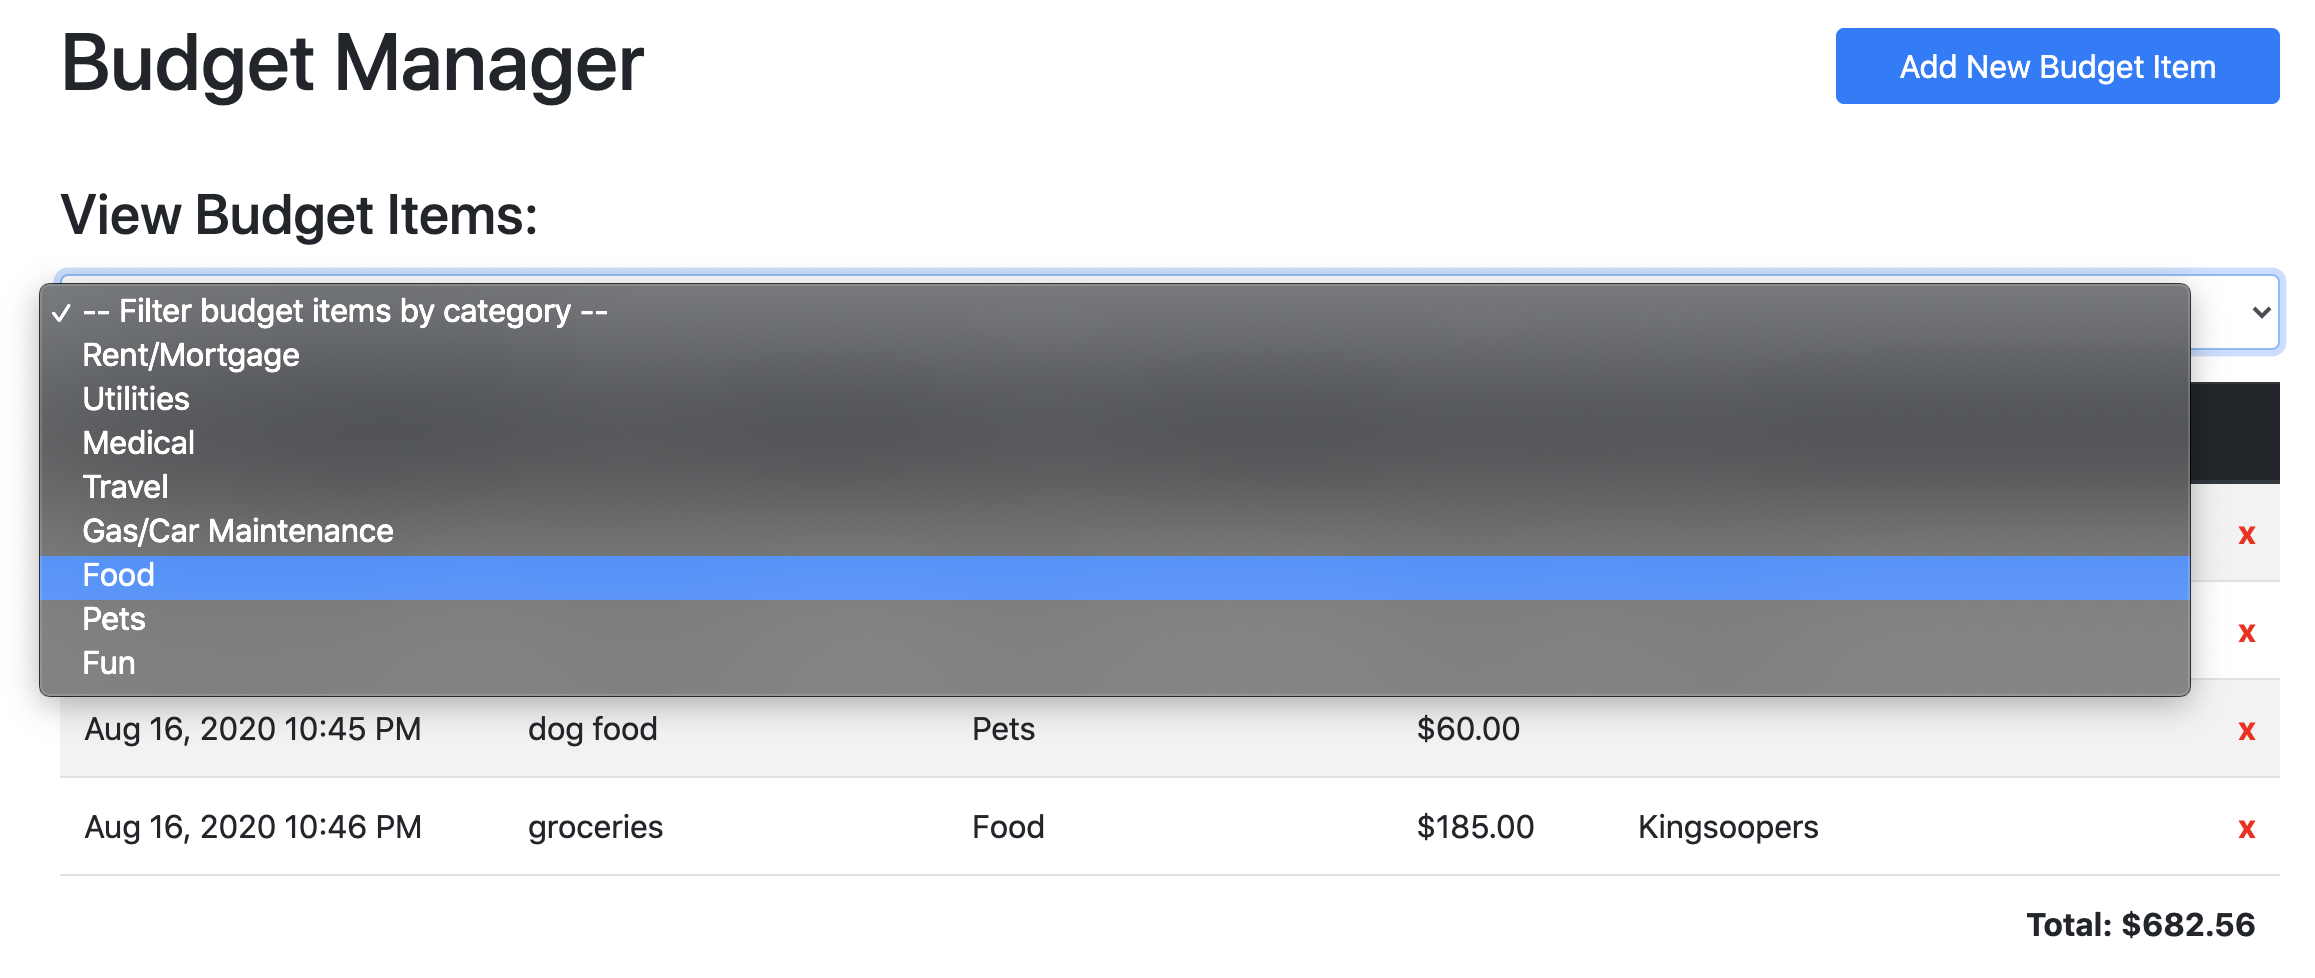 Budget Manager
Add New Budget Item
View Budget Items:
✓ -- Filter budget items by category --
Rent/Mortgage
Utilities
Medical
Travel
Gas/Car Maintenance
Food
Pets
Fun
x
x
Aug 16, 2020 10:45 PM dog food Pets $60.00 x
Aug 16, 2020 10:46 PM groceries Food $185.00 Kingsoopers x
Total: $682.56